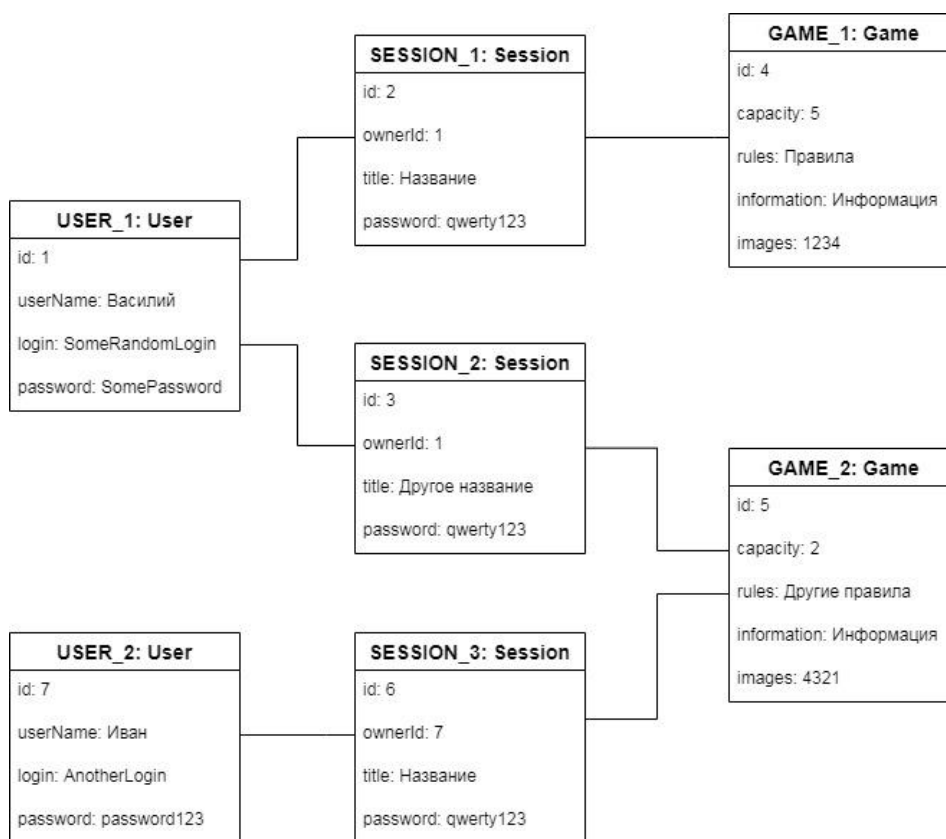 SESSION_1: Session
id: 2
ownerId: 1
title: Название
password: qwerty123
GAME_1: Game
id: 4
capacity: 5
rules: Правила
information: Информация
images: 1234
USER_1: User
id: 1
userName: Василий
login: SomeRandomLogin
password: SomePassword
SESSION_2: Session
id: 3
ownerId: 1
title: Другое название
password: qwerty123
GAME_2: Game
id: 5
capacity: 2
rules: Другие правила
information: Информация
images: 4321
USER_2: User
id: 7
userName: Иван
login: AnotherLogin
password: password123
SESSION_3: Session
id: 6
ownerId: 7
title: Название
password: qwerty123